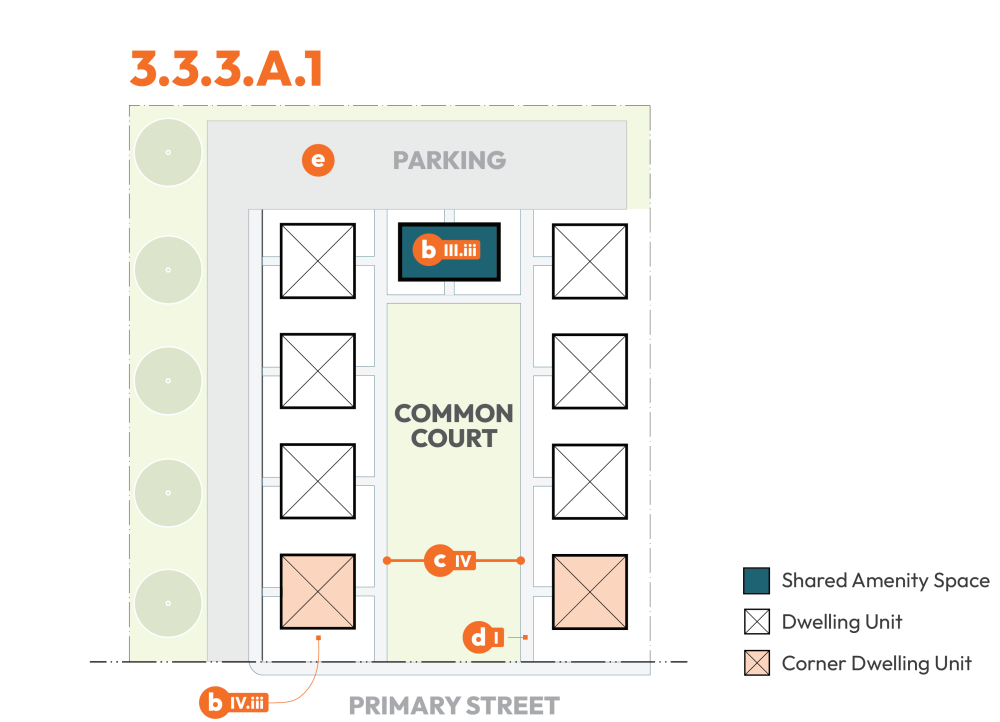 3.3.3.A.1
e PARKING
b III.iii
COMMON
COURT
c IV
d I
b IV.iii
PRIMARY STREET
Shared Amenity Space
Dwelling Unit
Corner Dwelling Unit